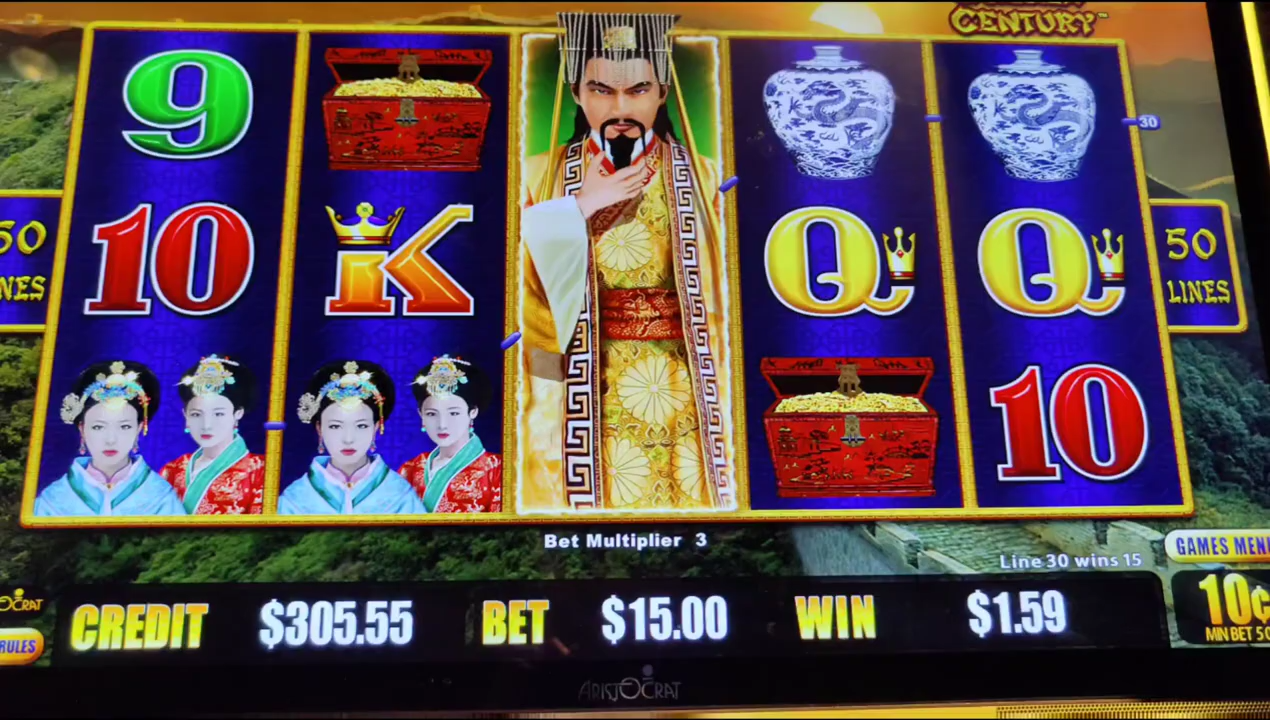 CENTURY™
9
10
K
Q
Q
10
30
50
LINES
50
LINES
Bet Multiplier 3
Line 30 wins 15
GAMES MENU
CREDIT $305.55 BET $15.00 WIN $1.59
10¢
MIN BET 50
RULES
ARISTOCRAT